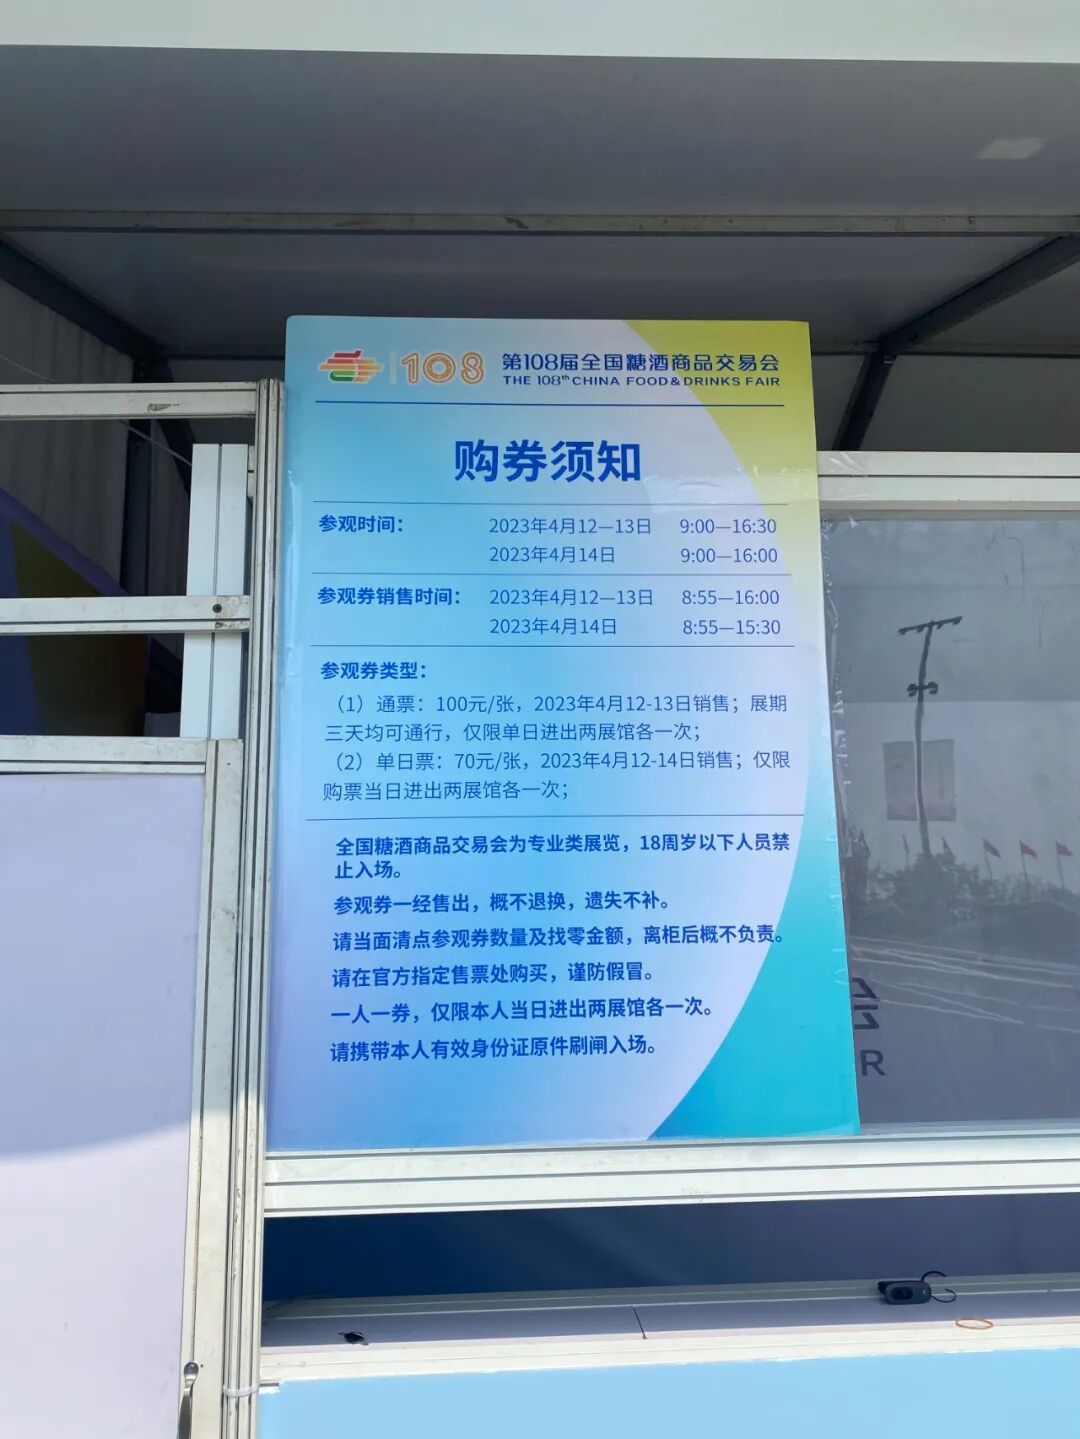 108 第108届全国糖酒商品交易会
THE 108th CHINA FOOD&DRINKS FAIR
购券须知
参观时间： 2023年4月12—13日 9:00—16:30
2023年4月14日 9:00—16:00
参观券销售时间： 2023年4月12—13日 8:55—16:00
2023年4月14日 8:55—15:30
参观券类型：
（1）通票：100元/张，2023年4月12-13日销售；展期
三天均可通行，仅限单日进出两展馆各一次；
（2）单日票：70元/张，2023年4月12-14日销售；仅限
购票当日进出两展馆各一次；
全国糖酒商品交易会为专业类展览，18周岁以下人员禁
止入场。
参观券一经售出，概不退换，遗失不补。
请当面清点参观券数量及找零金额，离柜后概不负责。
请在官方指定售票处购买，谨防假冒。
一人一券，仅限本人当日进出两展馆各一次。
请携带本人有效身份证原件刷闸入场。
R